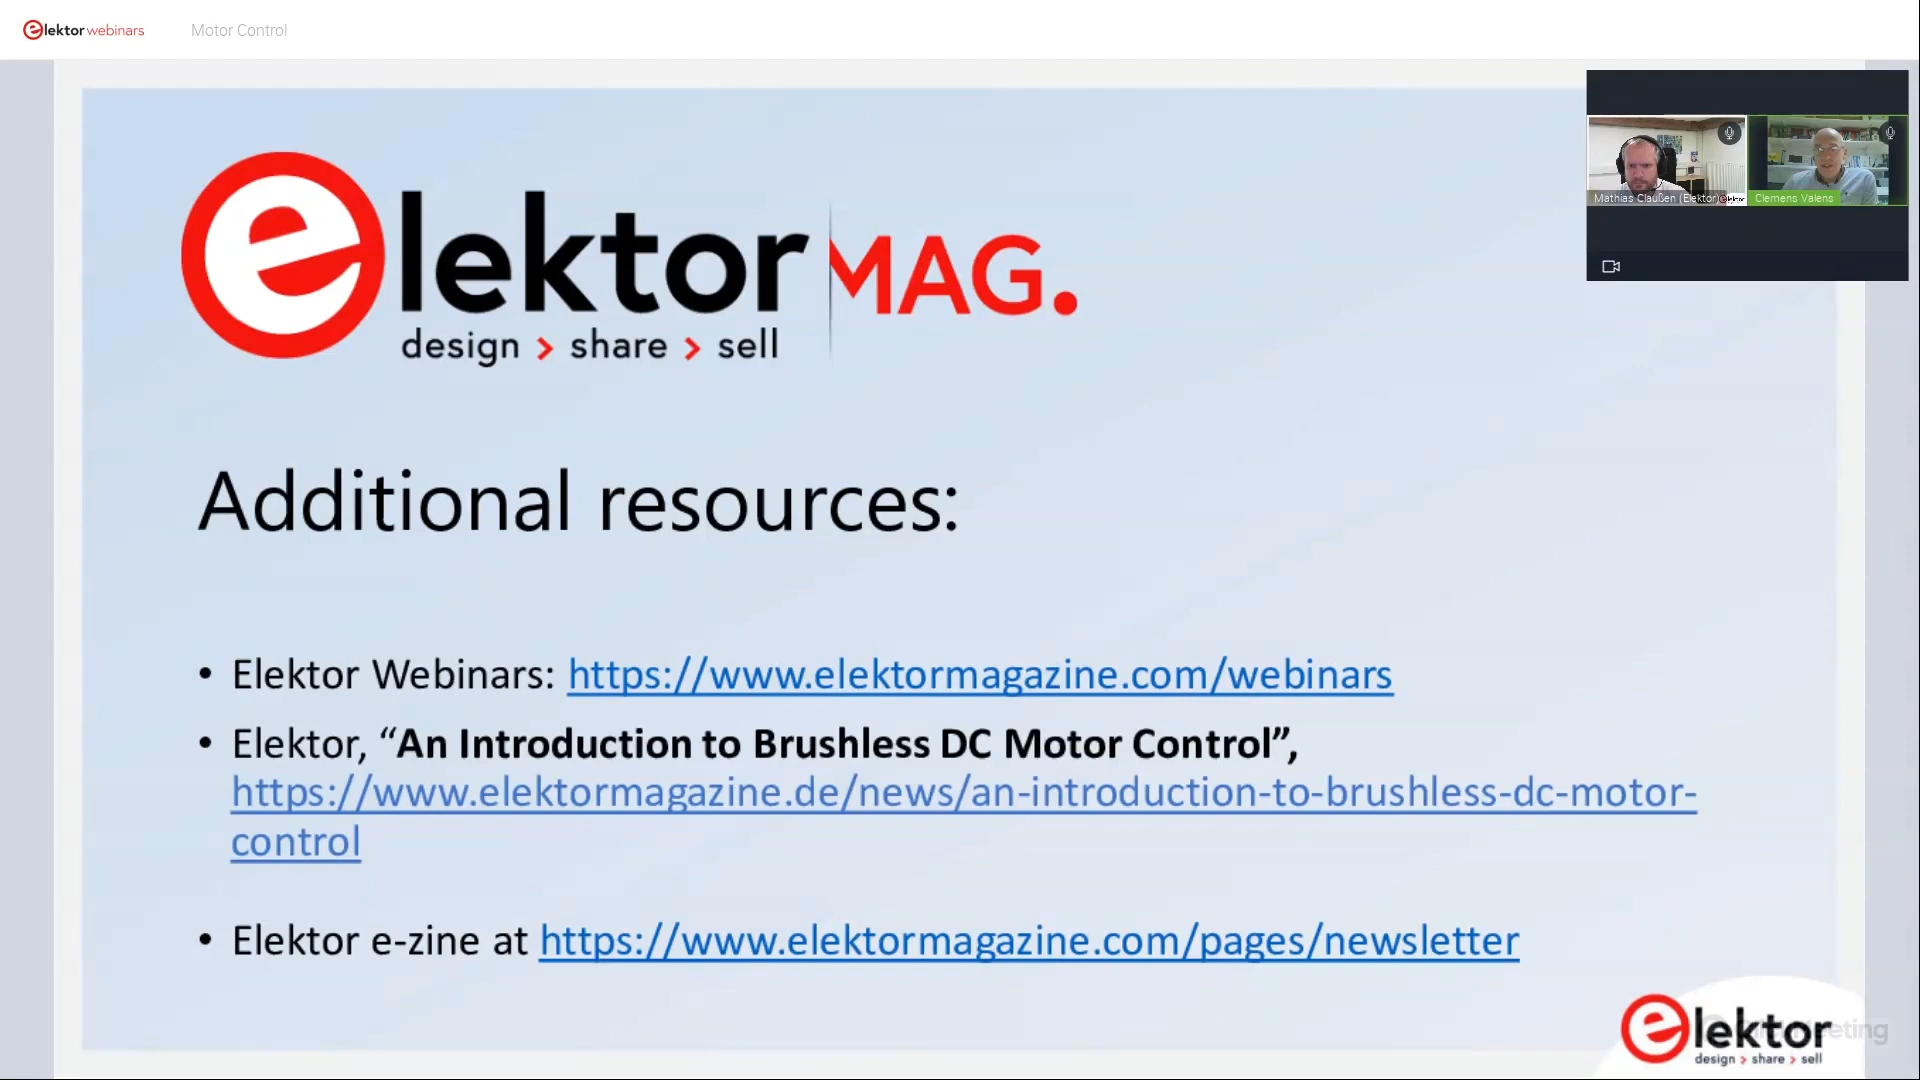 elektor webinars
Motor Control
Mathias Claußen (Elektor)
Clemens Valens
elektor MAG.
design > share > sell
Additional resources:
• Elektor Webinars: https://www.elektormagazine.com/webinars
• Elektor, “An Introduction to Brushless DC Motor Control”,
https://www.elektormagazine.de/news/an-introduction-to-brushless-dc-motor-
control
• Elektor e-zine at https://www.elektormagazine.com/pages/newsletter
elektor
design > share > sell